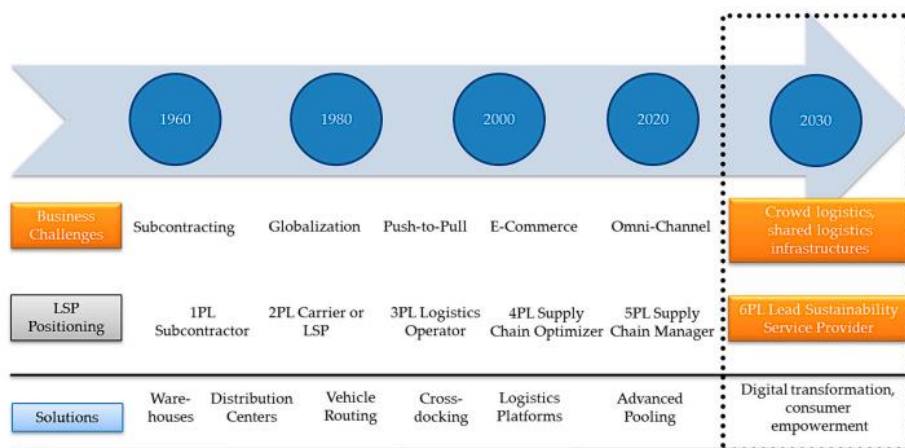 1960 1980 2000 2020 2030
Business
Challenges
Subcontracting
Globalization
Push-to-Pull
E-Commerce
Omni-Channel
Crowd logistics,
shared logistics
infrastructures
LSP
Positioning
1PL
Subcontractor
2PL Carrier or
LSP
3PL Logistics
Operator
4PL Supply
Chain Optimizer
5PL Supply
Chain Manager
6PL Lead Sustainability
Service Provider
Solutions
Ware-
houses
Distribution
Centers
Vehicle
Routing
Cross-
docking
Logistics
Platforms
Advanced
Pooling
Digital transformation,
consumer
empowerment